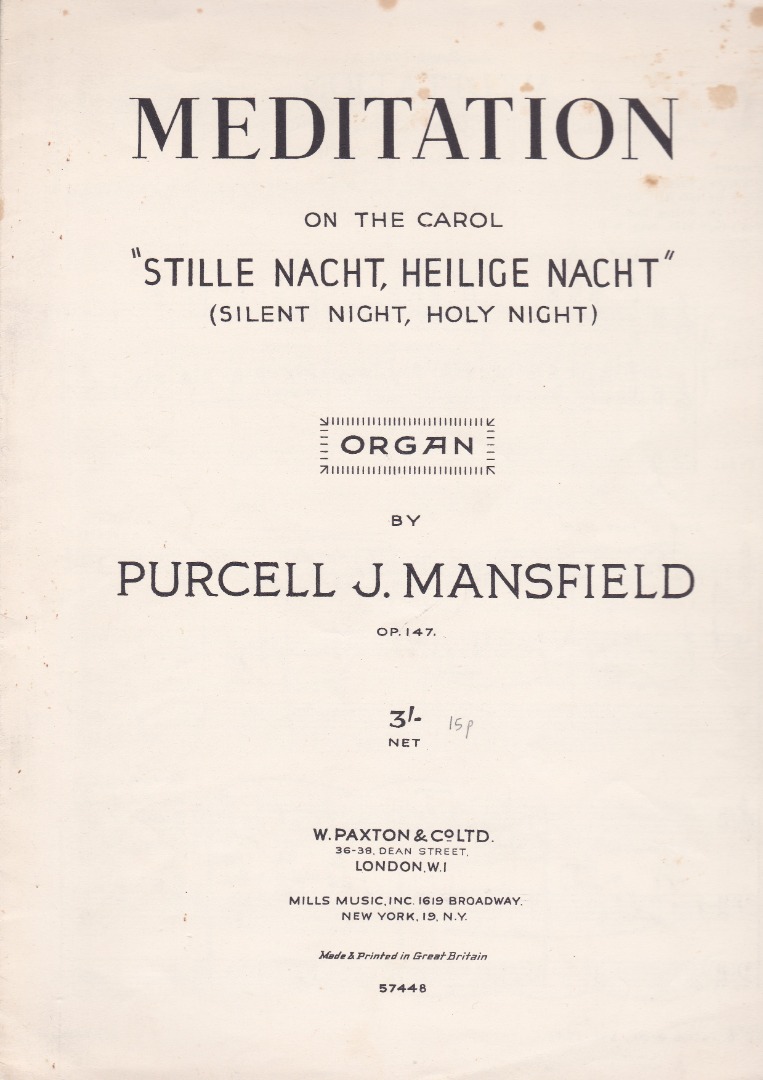 MEDITATION
ON THE CAROL
"STILLE NACHT, HEILIGE NACHT"
(SILENT NIGHT, HOLY NIGHT)
ORGAN
BY
PURCELL J. MANSFIELD
OP. 147.
3/- 15p
NET
W. PAXTON & Co LTD.
36-38, DEAN STREET,
LONDON, W.1
MILLS MUSIC, INC. 1619 BROADWAY.
NEW YORK, 19, N.Y.
Made & Printed in Great Britain
57448